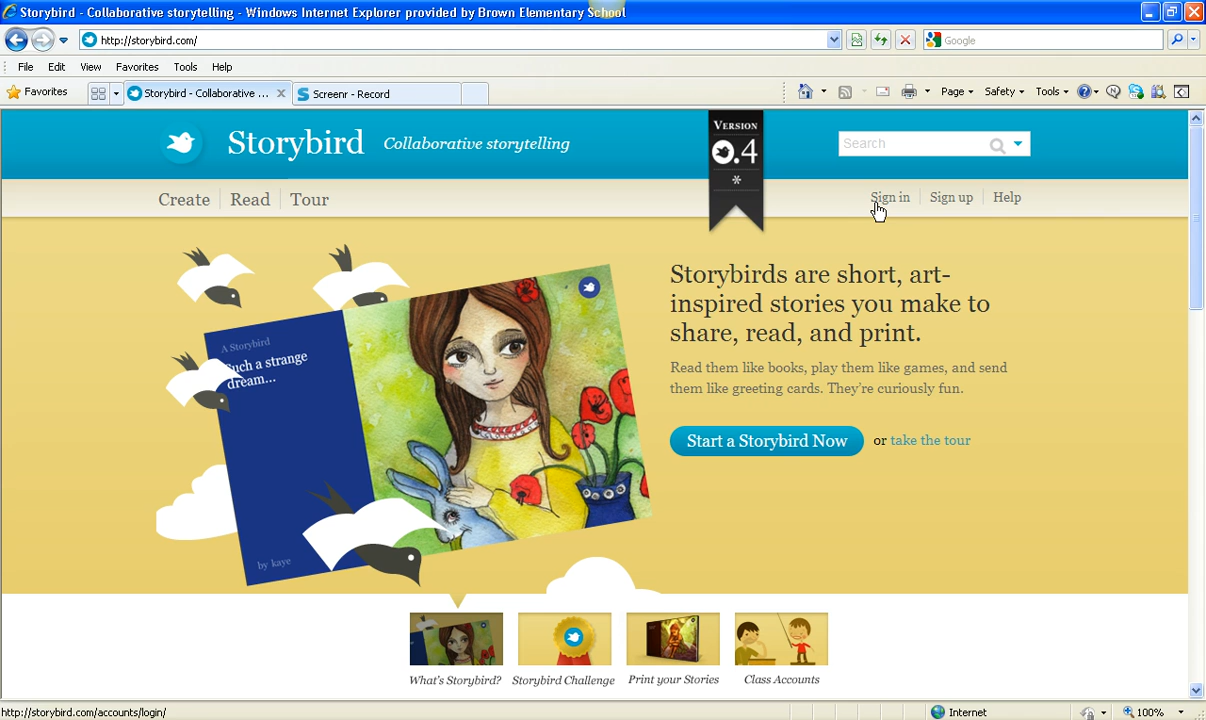 Storybird - Collaborative storytelling - Windows Internet Explorer provided by Brown Elementary School
http://storybird.com/
Google
File Edit View Favorites Tools Help
Favorites
Storybird - Collaborative ...
Screenr - Record
Page Safety Tools
Storybird
Collaborative storytelling
VERSION
0.4
*
Search
Create Read Tour
Sign in Sign up Help
A Storybird
Such a strange
dream...
by kaye
Storybirds are short, art-
inspired stories you make to
share, read, and print.
Read them like books, play them like games, and send
them like greeting cards. They're curiously fun.
Start a Storybird Now or take the tour
What's Storybird? Storybird Challenge Print your Stories Class Accounts
http://storybird.com/accounts/login/
Internet
100%